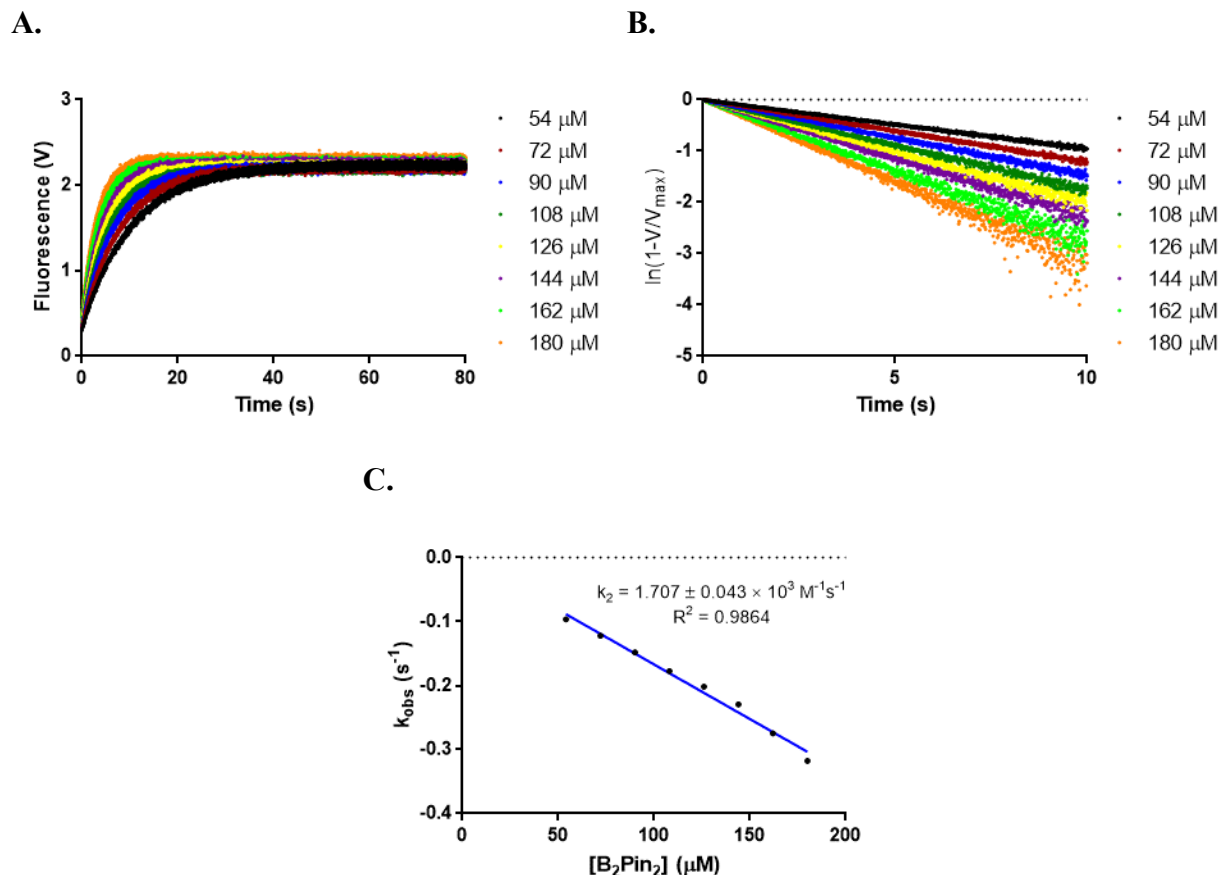 A.
B.
3
2
1
0
Fluorescence (V)
0
20
40
60
80
Time (s)
54 μM
72 μM
90 μM
108 μM
126 μM
144 μM
162 μM
180 μM
0
-1
-2
-3
-4
-5
ln(1-V/Vmax)
0
5
10
Time (s)
54 μM
72 μM
90 μM
108 μM
126 μM
144 μM
162 μM
180 μM
C.
0.0
-0.1
-0.2
-0.3
-0.4
kobs (s⁻¹)
k₂ = 1.707 ± 0.043 × 10³ M⁻¹s⁻¹
R² = 0.9864
0
50
100
150
200
[B₂Pin₂] (μM)